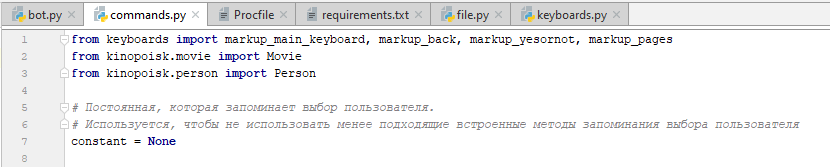 bot.py commands.py Procfile requirements.txt file.py keyboards.py
1 from keyboards import markup_main_keyboard, markup_back, markup_yesornot, markup_pages
2 from kinopoisk.movie import Movie
3 from kinopoisk.person import Person
4
5 # Постоянная, которая запоминает выбор пользователя.
6 # Используется, чтобы не использовать менее подходящие встроенные методы запоминания выбора пользователя
7 constant = None
8